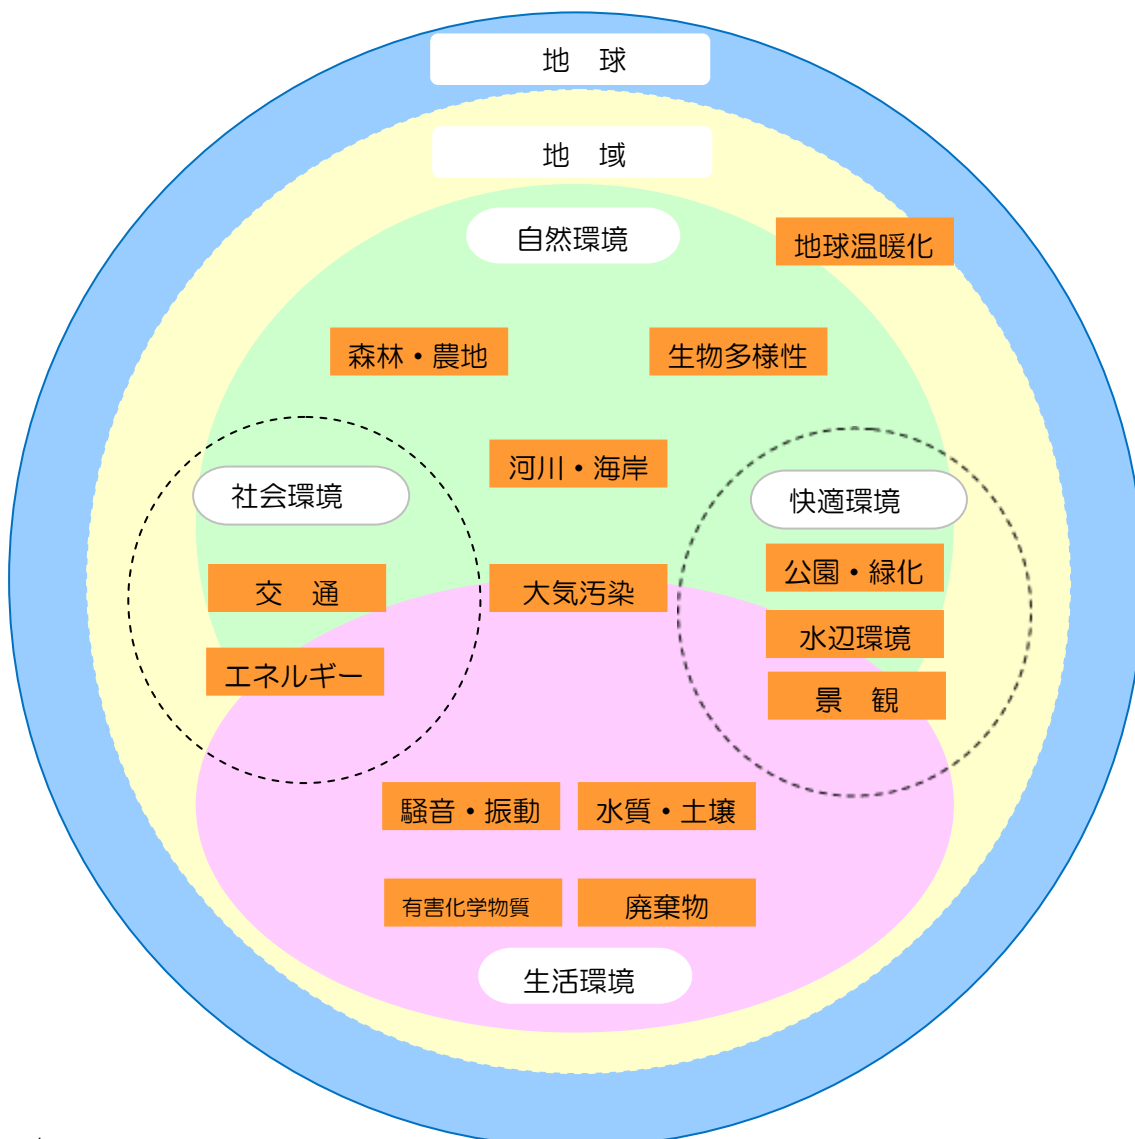 地　球
地　域
自然環境
地球温暖化
森林・農地
生物多様性
河川・海岸
社会環境
快適環境
交　通
大気汚染
公園・緑化
水辺環境
エネルギー
景　観
騒音・振動
水質・土壌
有害化学物質
廃棄物
生活環境